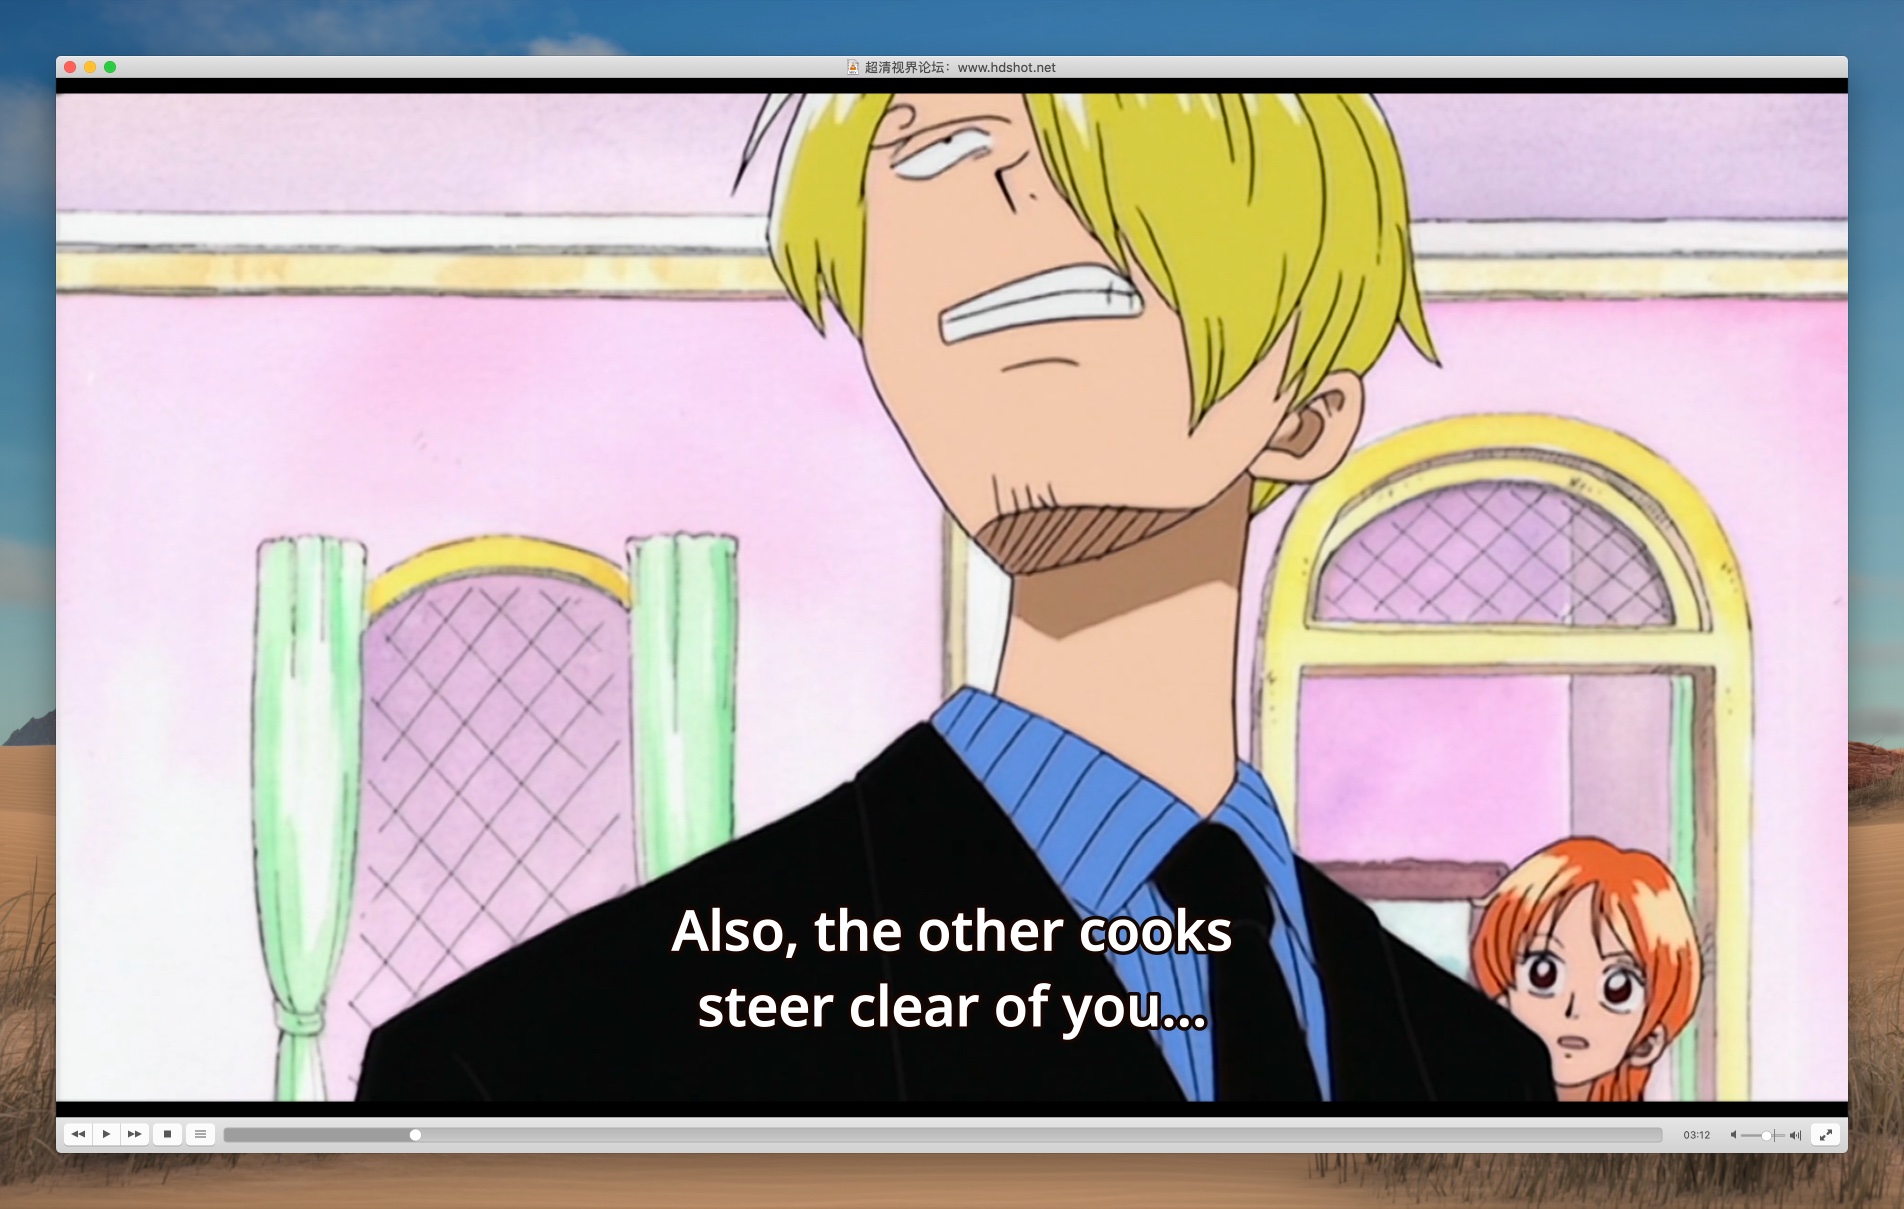 超清视界论坛：www.hdshot.net
Also, the other cooks
steer clear of you...
03:12